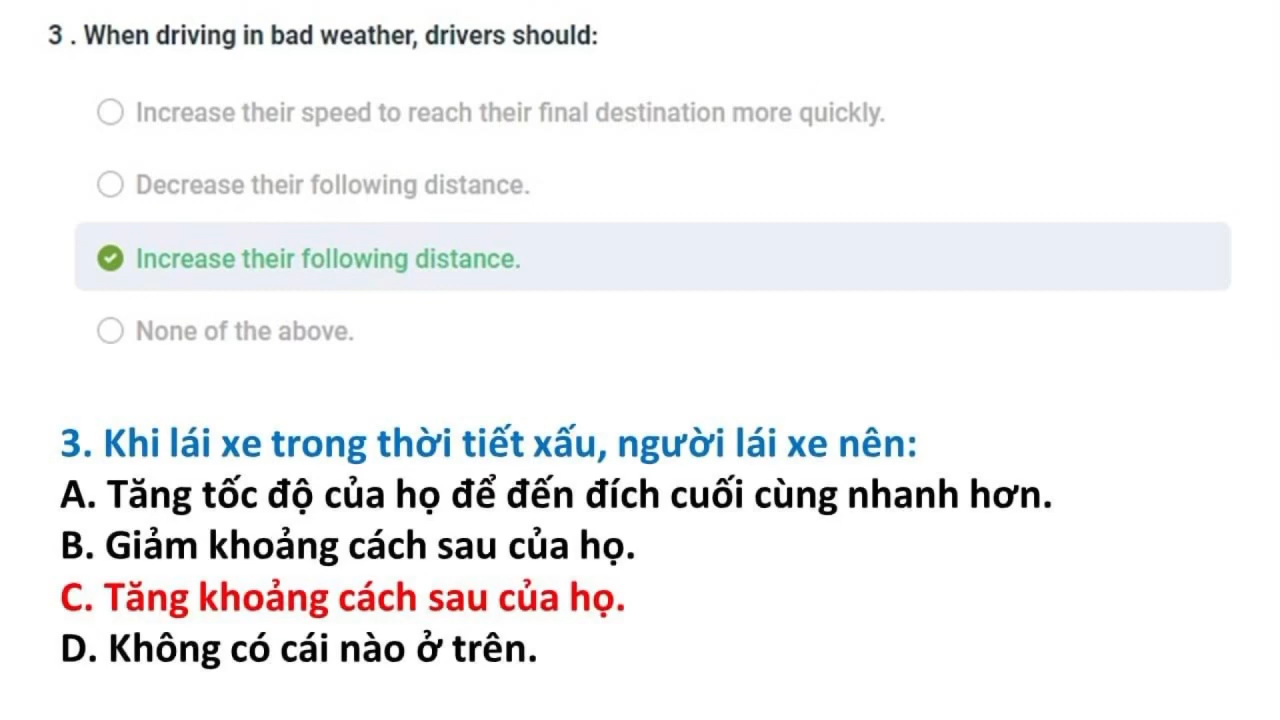 3 . When driving in bad weather, drivers should:
Increase their speed to reach their final destination more quickly.
Decrease their following distance.
Increase their following distance.
None of the above.
3. Khi lái xe trong thời tiết xấu, người lái xe nên:
A. Tăng tốc độ của họ để đến đích cuối cùng nhanh hơn.
B. Giảm khoảng cách sau của họ.
C. Tăng khoảng cách sau của họ.
D. Không có cái nào ở trên.